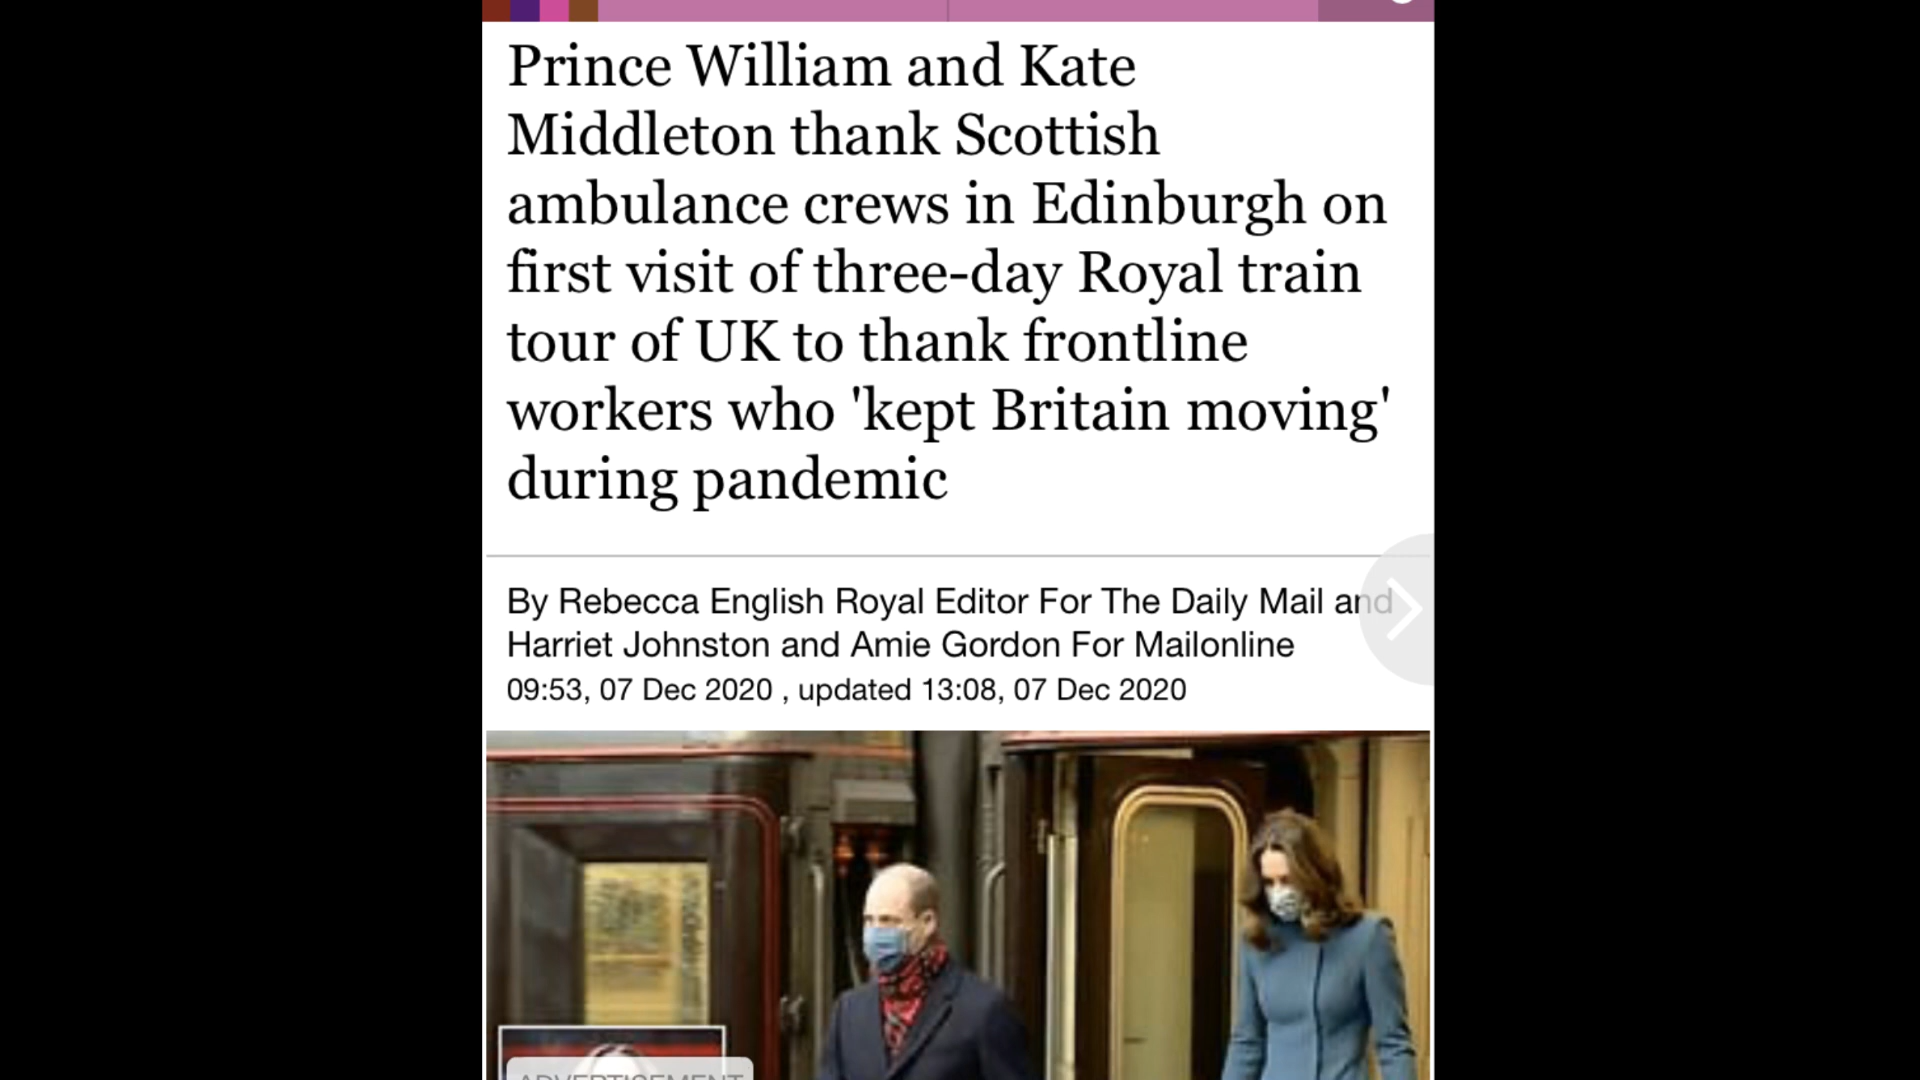 Prince William and Kate
Middleton thank Scottish
ambulance crews in Edinburgh on
first visit of three-day Royal train
tour of UK to thank frontline
workers who 'kept Britain moving'
during pandemic
By Rebecca English Royal Editor For The Daily Mail and
Harriet Johnston and Amie Gordon For Mailonline
09:53, 07 Dec 2020 , updated 13:08, 07 Dec 2020
ADVERTISEMENT